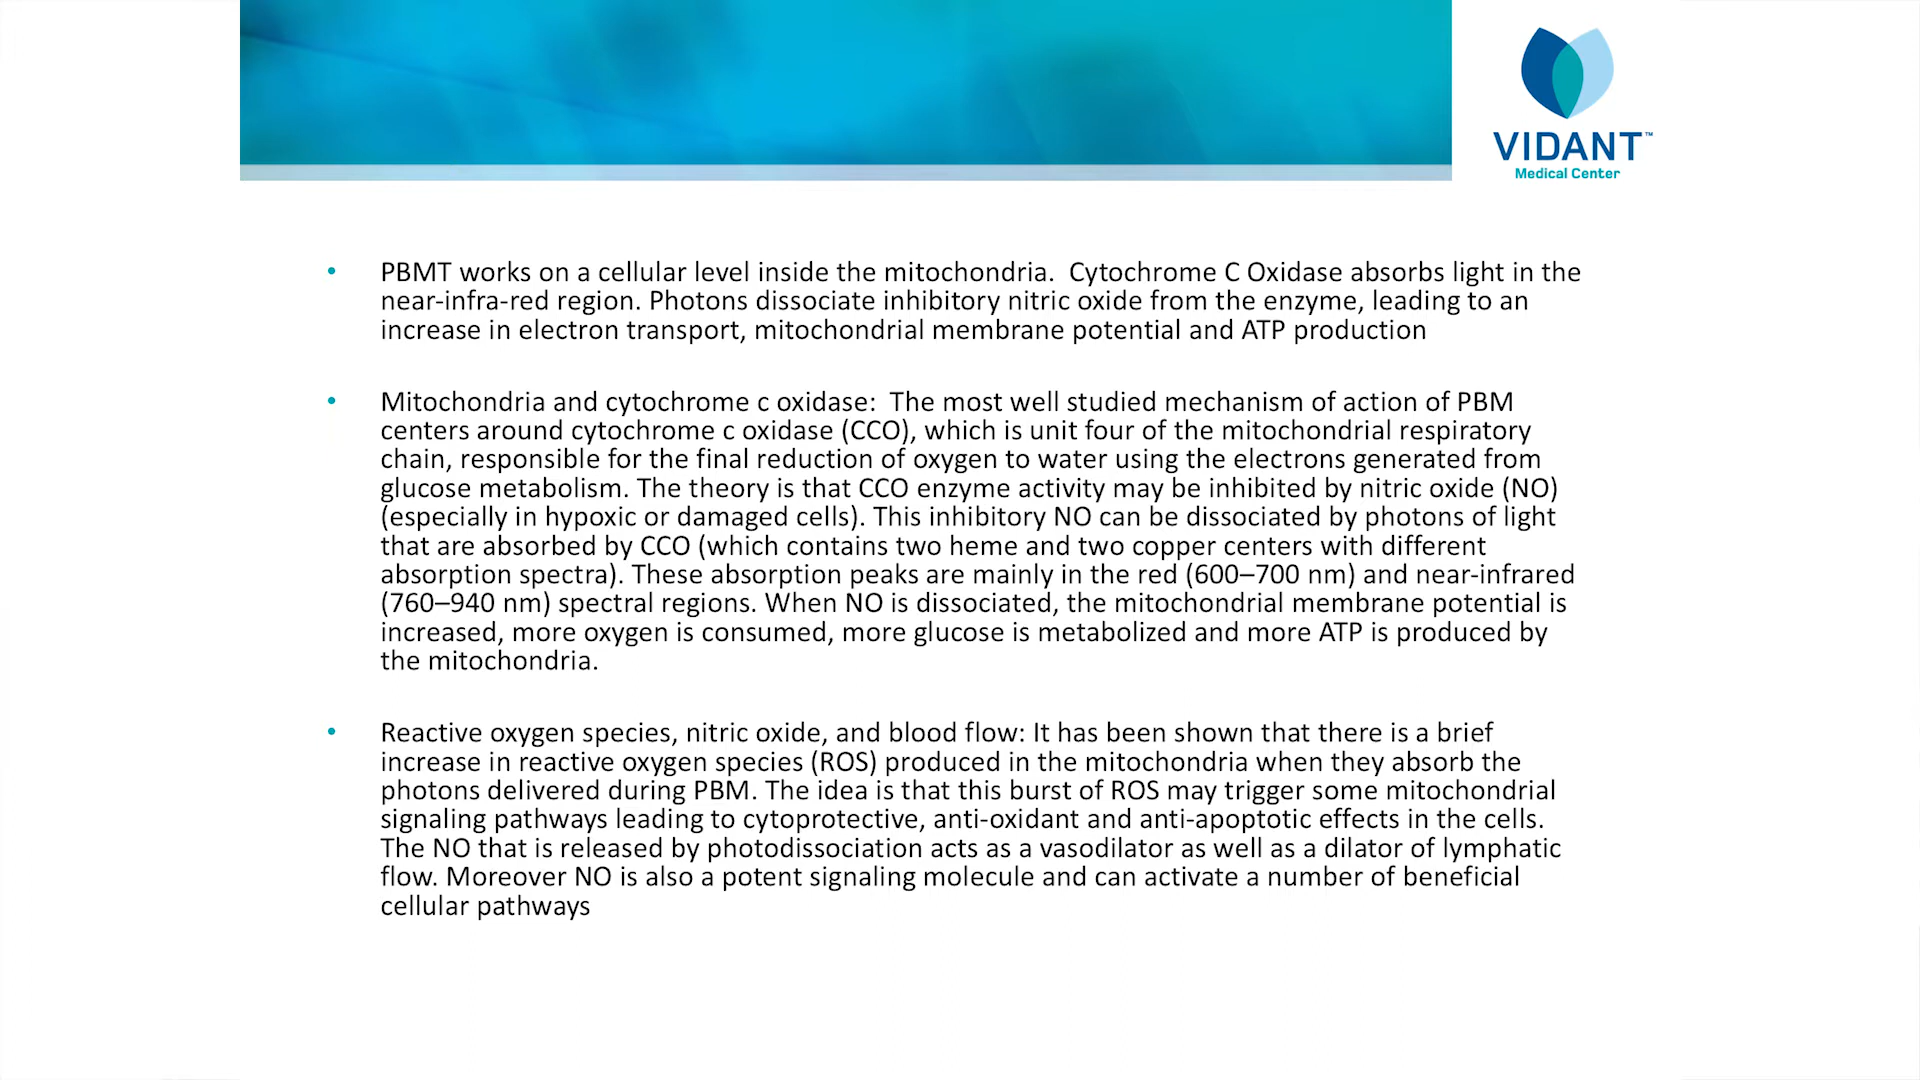 VIDANT™
Medical Center
• PBMT works on a cellular level inside the mitochondria.  Cytochrome C Oxidase absorbs light in the
near-infra-red region. Photons dissociate inhibitory nitric oxide from the enzyme, leading to an
increase in electron transport, mitochondrial membrane potential and ATP production
• Mitochondria and cytochrome c oxidase:  The most well studied mechanism of action of PBM
centers around cytochrome c oxidase (CCO), which is unit four of the mitochondrial respiratory
chain, responsible for the final reduction of oxygen to water using the electrons generated from
glucose metabolism. The theory is that CCO enzyme activity may be inhibited by nitric oxide (NO)
(especially in hypoxic or damaged cells). This inhibitory NO can be dissociated by photons of light
that are absorbed by CCO (which contains two heme and two copper centers with different
absorption spectra). These absorption peaks are mainly in the red (600–700 nm) and near-infrared
(760–940 nm) spectral regions. When NO is dissociated, the mitochondrial membrane potential is
increased, more oxygen is consumed, more glucose is metabolized and more ATP is produced by
the mitochondria.
• Reactive oxygen species, nitric oxide, and blood flow: It has been shown that there is a brief
increase in reactive oxygen species (ROS) produced in the mitochondria when they absorb the
photons delivered during PBM. The idea is that this burst of ROS may trigger some mitochondrial
signaling pathways leading to cytoprotective, anti-oxidant and anti-apoptotic effects in the cells.
The NO that is released by photodissociation acts as a vasodilator as well as a dilator of lymphatic
flow. Moreover NO is also a potent signaling molecule and can activate a number of beneficial
cellular pathways